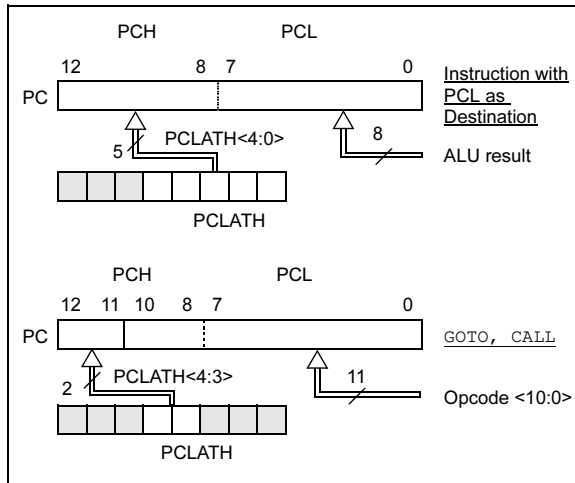 PCH PCL
12 8 7 0
PC
Instruction with
PCL as
Destination
PCLATH<4:0>
5
8
ALU result
PCLATH
PCH PCL
12 11 10 8 7 0
PC
GOTO, CALL
PCLATH<4:3>
2
11
Opcode <10:0>
PCLATH